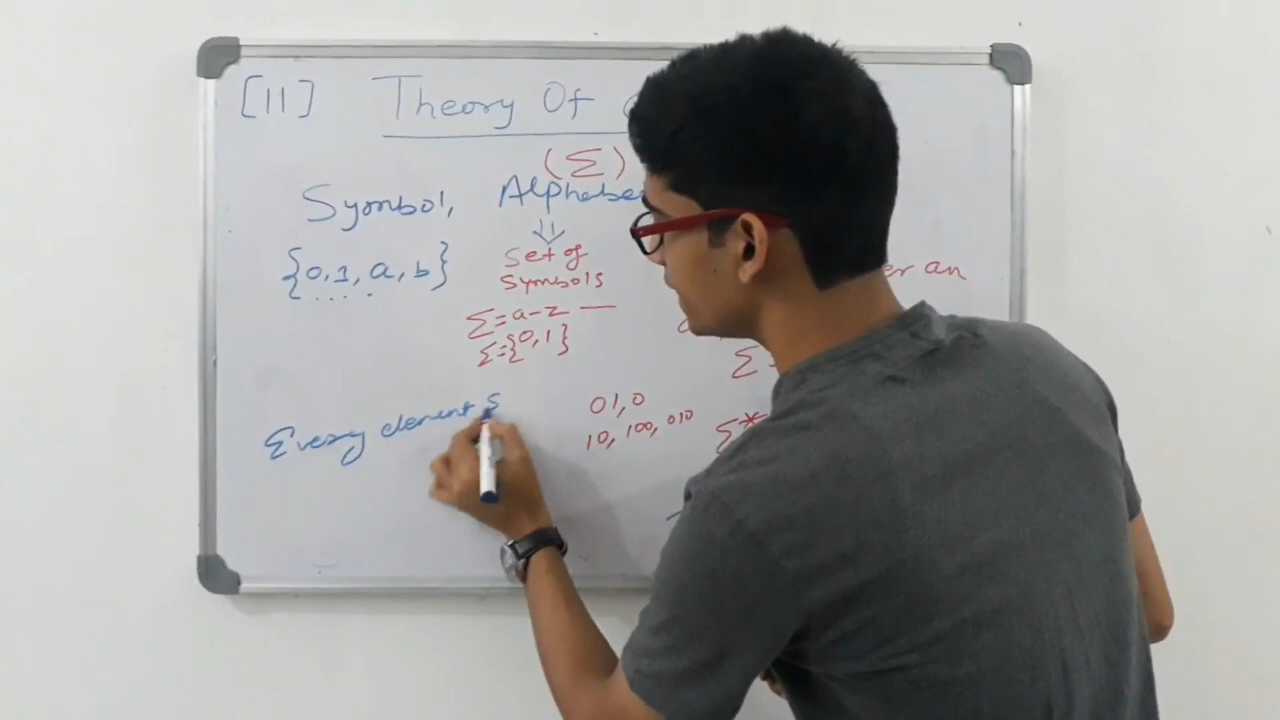 [11] Theory Of
(Σ)
Symbol, Alphabe
{0,1,a,b}
Set of
Symbols
an
Σ=a-z
Σ={0,1}
Σ
Every element S
01,0
10, 100, 010
Σ*